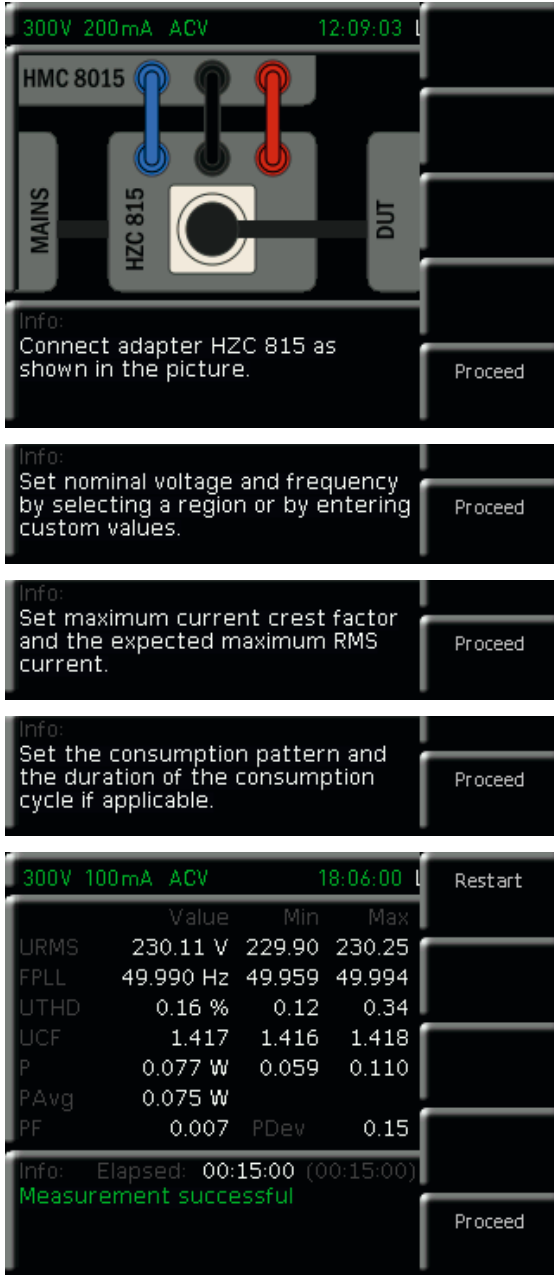 300V 200mA ACV 12:09:03 L
HMC 8015
MAINS
HZC 815
DUT
Info:
Connect adapter HZC 815 as
shown in the picture.
Proceed
Info:
Set nominal voltage and frequency
by selecting a region or by entering
custom values.
Proceed
Info:
Set maximum current crest factor
and the expected maximum RMS
current.
Proceed
Info:
Set the consumption pattern and
the duration of the consumption
cycle if applicable.
Proceed
300V 100mA ACV 18:06:00 L
Restart
Value Min Max
URMS 230.11 V 229.90 230.25
FPLL 49.990 Hz 49.959 49.994
UTHD 0.16 % 0.12 0.34
UCF 1.417 1.416 1.418
P 0.077 W 0.059 0.110
PAvg 0.075 W
PF 0.007 PDev 0.15
Info: Elapsed: 00:15:00 (00:15:00)
Measurement successful
Proceed